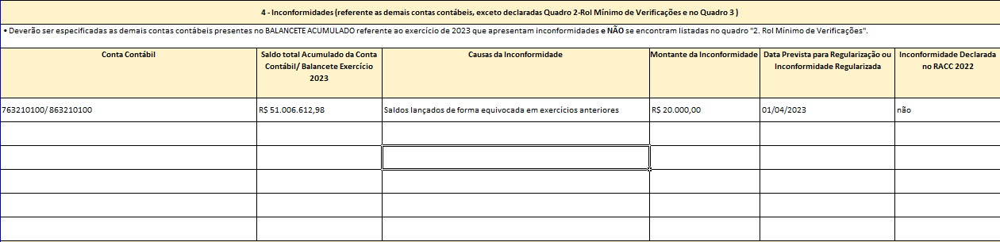 4 - Inconformidades (referente as demais contas contábeis, exceto declaradas Quadro 2-Rol Mínimo de Verificações e no Quadro 3 )
• Deverão ser especificadas as demais contas contábeis presentes no BALANCETE ACUMULADO referente ao exercício de 2023 que apresentam inconformidades e NÃO se encontram listadas no quadro "2. Rol Mínimo de Verificações".
Conta Contábil
Saldo total Acumulado da Conta
Contábil/ Balancete Exercício
2023
Causas da Inconformidade
Montante da Inconformidade
Data Prevista para Regularização ou
Inconformidade Regularizada
Inconformidade Declarada
no RACC 2022
763210100/ 863210100
R$ 51.006.612,98
Saldos lançados de forma equivocada em exercícios anteriores
R$ 20.000,00
01/04/2023
não